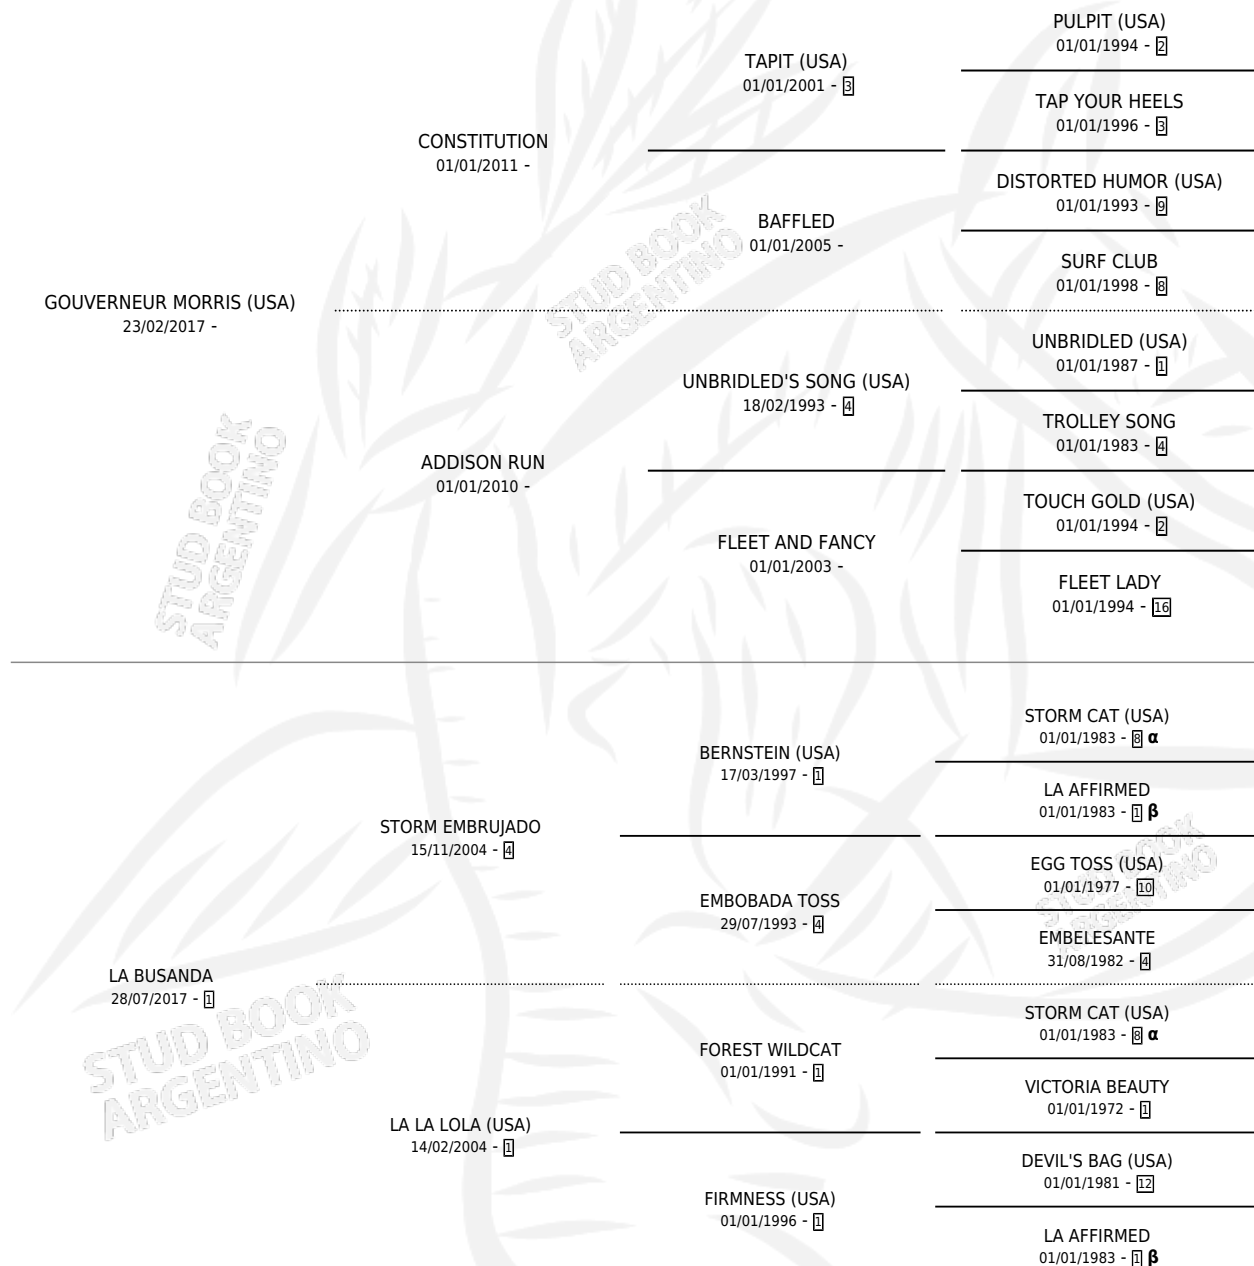 PULPIT (USA)
01/01/1994 - 2
TAPIT (USA)
01/01/2001 - 3
TAP YOUR HEELS
01/01/1996 - 3
CONSTITUTION
01/01/2011 -
DISTORTED HUMOR (USA)
01/01/1993 - 9
BAFFLED
01/01/2005 -
SURF CLUB
01/01/1998 - 8
GOUVERNEUR MORRIS (USA)
23/02/2017 -
UNBRIDLED (USA)
01/01/1987 - 1
UNBRIDLED'S SONG (USA)
18/02/1993 - 4
TROLLEY SONG
01/01/1983 - 4
ADDISON RUN
01/01/2010 -
TOUCH GOLD (USA)
01/01/1994 - 2
FLEET AND FANCY
01/01/2003 -
FLEET LADY
01/01/1994 - 16
STORM CAT (USA)
01/01/1983 - 8 α
BERNSTEIN (USA)
17/03/1997 - 1
LA AFFIRMED
01/01/1983 - 1 β
STORM EMBRUJADO
15/11/2004 - 4
EGG TOSS (USA)
01/01/1977 - 10
EMBOBADA TOSS
29/07/1993 - 4
EMBELESANTE
31/08/1982 - 4
LA BUSANDA
28/07/2017 - 1
STORM CAT (USA)
01/01/1983 - 8 α
FOREST WILDCAT
01/01/1991 - 1
VICTORIA BEAUTY
01/01/1972 - 1
LA LA LOLA (USA)
14/02/2004 - 1
DEVIL'S BAG (USA)
01/01/1981 - 12
FIRMNESS (USA)
01/01/1996 - 1
LA AFFIRMED
01/01/1983 - 1 β
STUD BOOK
ARGENTINO
STUD BOOK
ARGENTINO
STUD BOOK
ARGENTINO
STUD BOOK
ARGENTINO